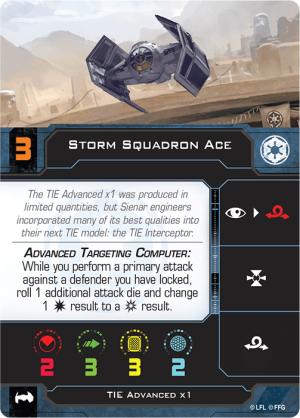 3 Storm Squadron Ace
The TIE Advanced x1 was produced in
limited quantities, but Sienar engineers
incorporated many of its best qualities into
their next TIE model: the TIE Interceptor.
Advanced Targeting Computer:
While you perform a primary attack
against a defender you have locked,
roll 1 additional attack die and change
1 result to a result.
2 3 3 2
TIE Advanced x1
©LFL ©FFG